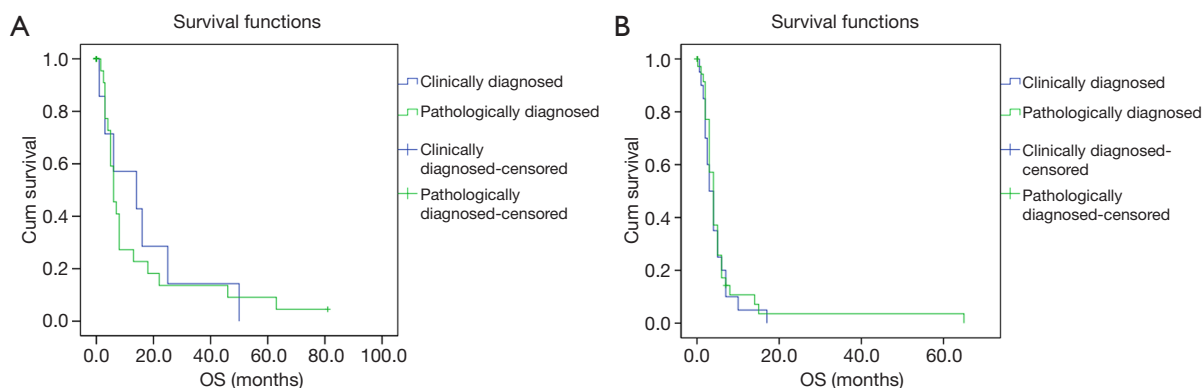 A
Survival functions
Cum survival
1.0
0.8
0.6
0.4
0.2
0.0
0.0 20.0 40.0 60.0 80.0 100.0
OS (months)
Clinically diagnosed
Pathologically diagnosed
Clinically
diagnosed-censored
Pathologically
diagnosed-censored
B
Survival functions
Cum survival
1.0
0.8
0.6
0.4
0.2
0.0
0.0 20.0 40.0 60.0
OS (months)
Clinically diagnosed
Pathologically diagnosed
Clinically diagnosed-
censored
Pathologically
diagnosed-censored